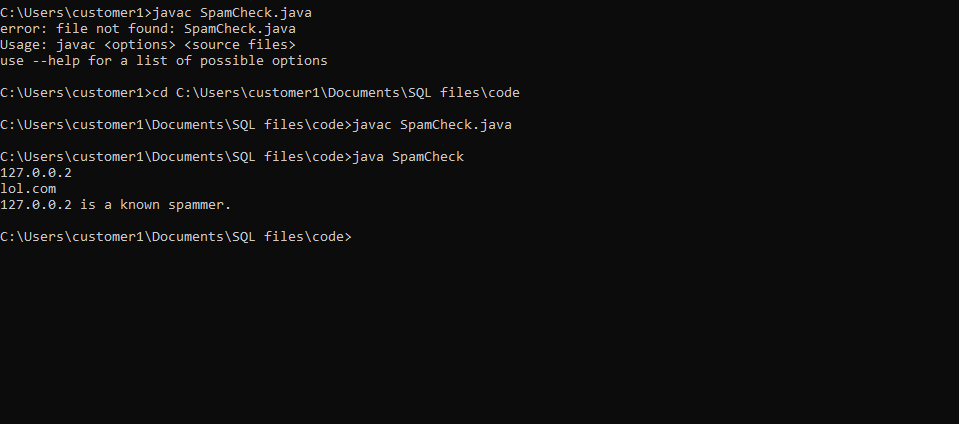 C:\Users\customer1>javac SpamCheck.java
error: file not found: SpamCheck.java
Usage: javac <options> <source files>
use --help for a list of possible options
C:\Users\customer1>cd C:\Users\customer1\Documents\SQL files\code
C:\Users\customer1\Documents\SQL files\code>javac SpamCheck.java
C:\Users\customer1\Documents\SQL files\code>java SpamCheck
127.0.0.2
lol.com
127.0.0.2 is a known spammer.
C:\Users\customer1\Documents\SQL files\code>